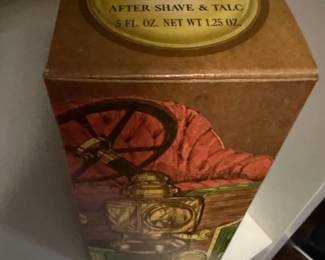 AFTER SHAVE & TALC
5 FL. OZ. NET WT 1.25 OZ.